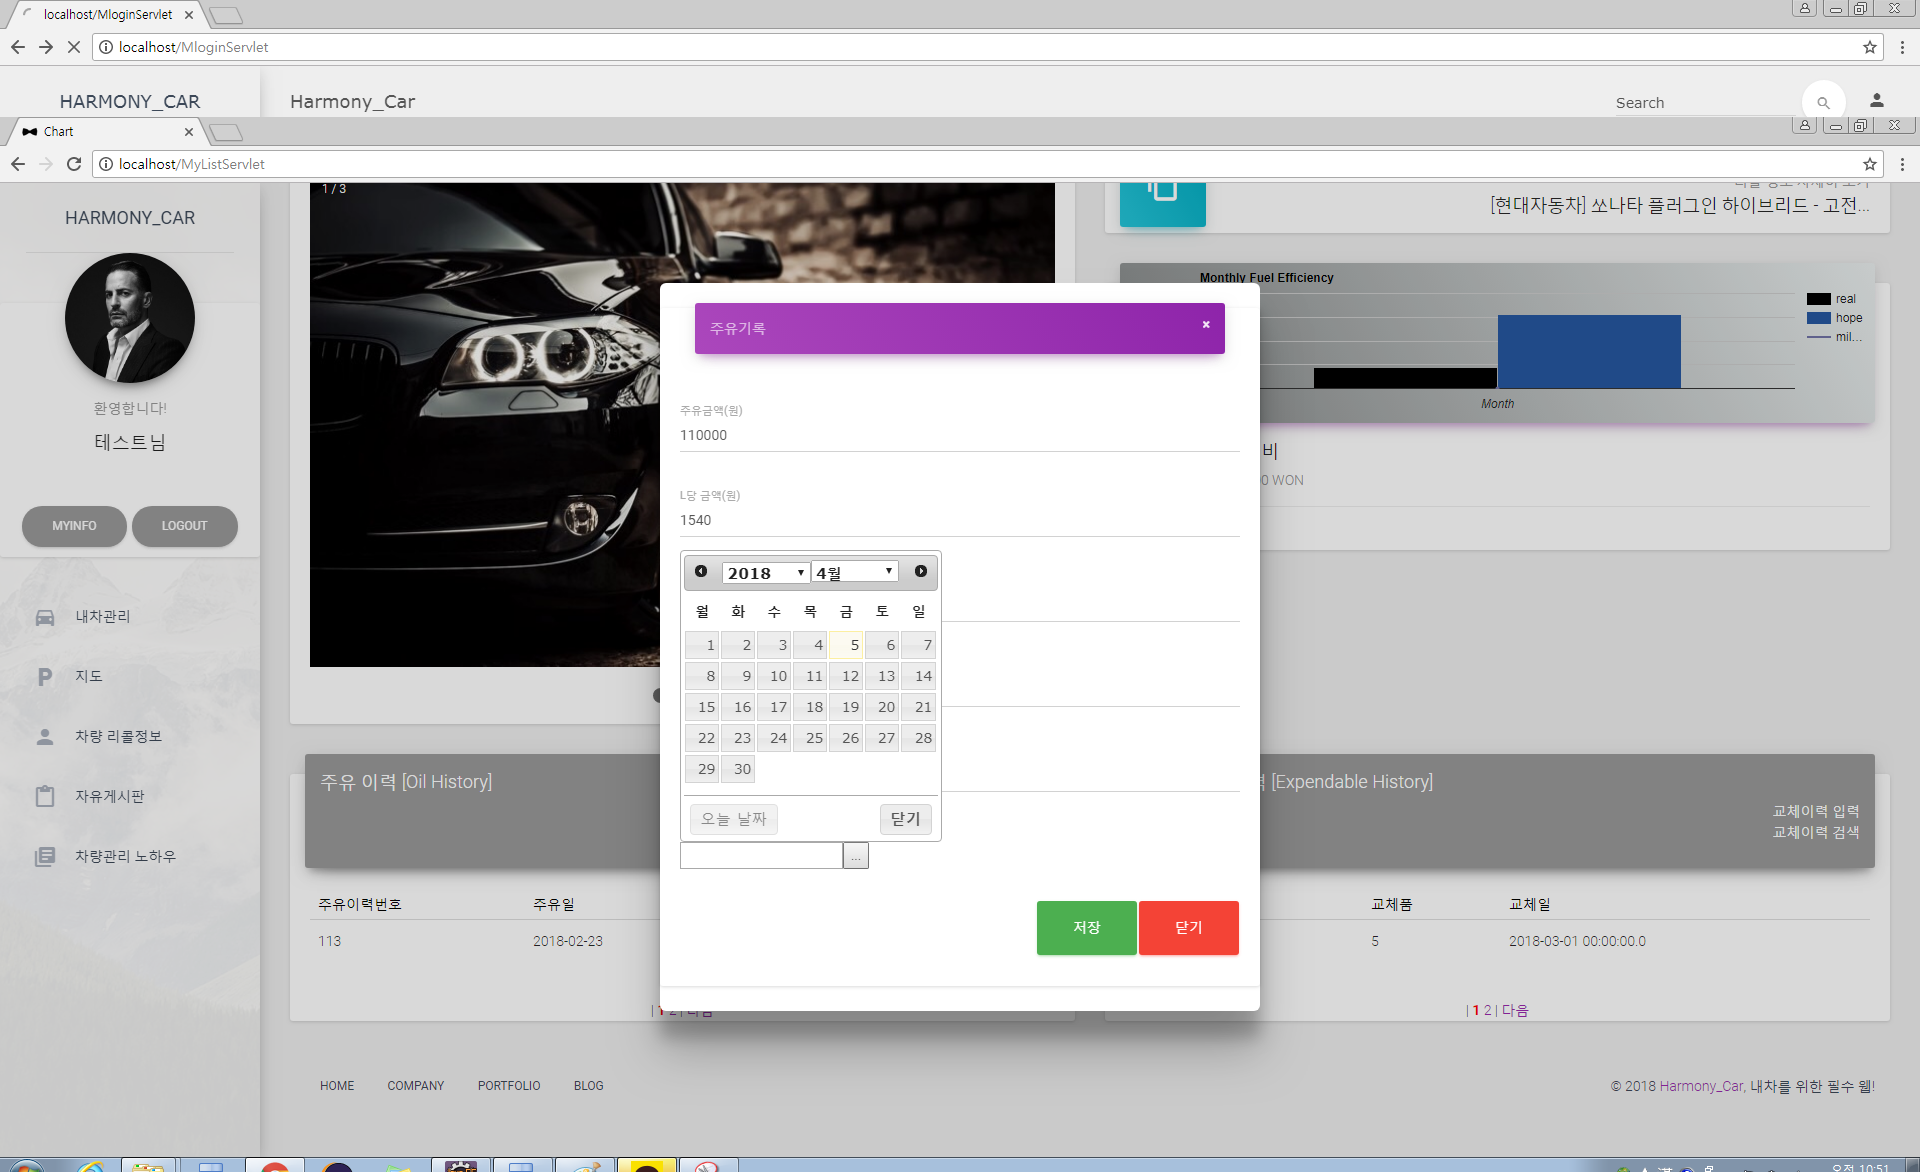 localhost/MloginServlet
localhost/MloginServlet
HARMONY_CAR
Harmony_Car
Search
Chart
localhost/MyListServlet
HARMONY_CAR
환영합니다!
테스트님
MYINFO
LOGOUT
내차관리
지도
차량 리콜정보
자유게시판
차량관리 노하우
1 / 3
[현대자동차] 쏘나타 플러그인 하이브리드 - 고전...
Monthly Fuel Efficiency
real
hope
mil...
Month
비
0 WON
주유기록
×
주유금액(원)
110000
L당 금액(원)
1540
2018
4월
월 화 수 목 금 토 일
1 2 3 4 5 6 7
8 9 10 11 12 13 14
15 16 17 18 19 20 21
22 23 24 25 26 27 28
29 30
오늘 날짜
닫기
...
저장
닫기
주유 이력 [Oil History]
[Expendable History]
교체이력 입력
교체이력 검색
주유이력번호
주유일
교체품
교체일
113
2018-02-23
5
2018-03-01 00:00:00.0
| 1 2 | 다음
| 1 2 | 다음
HOME
COMPANY
PORTFOLIO
BLOG
© 2018 Harmony_Car, 내차를 위한 필수 웹!
오전 10:51